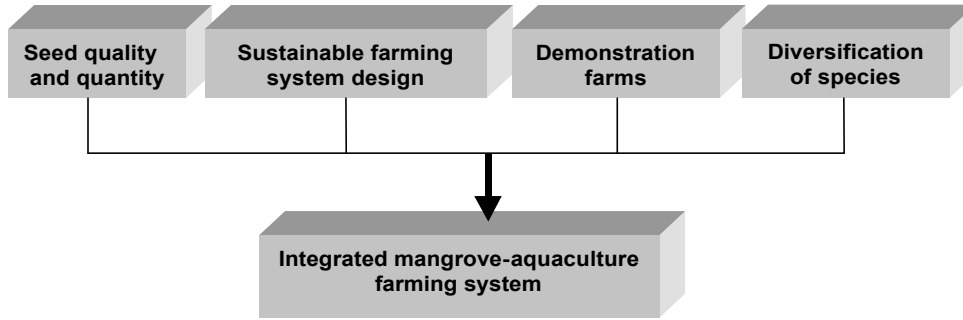 Seed quality
and quantity
Sustainable farming
system design
Demonstration
farms
Diversification
of species
Integrated mangrove-aquaculture
farming system